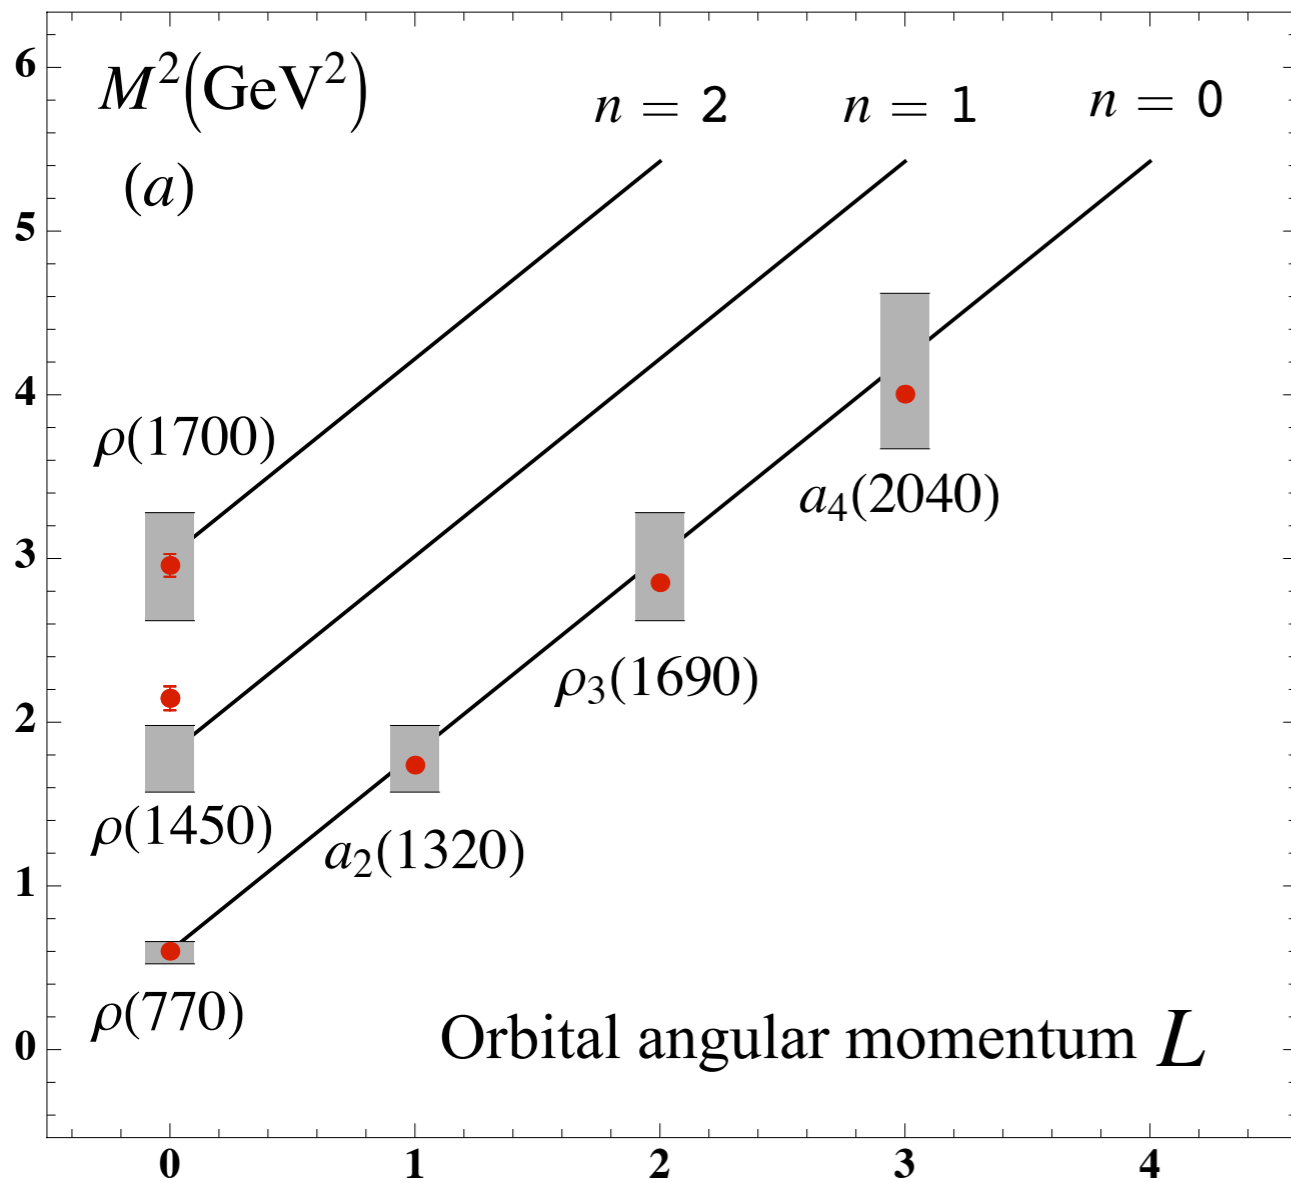 6
M²(GeV²)
n = 2
n = 1
n = 0
(a)
5
ρ(1700)
4
a₄(2040)
3
ρ₃(1690)
2
ρ(1450)
a₂(1320)
1
ρ(770)
Orbital angular momentum L
0
0 1 2 3 4